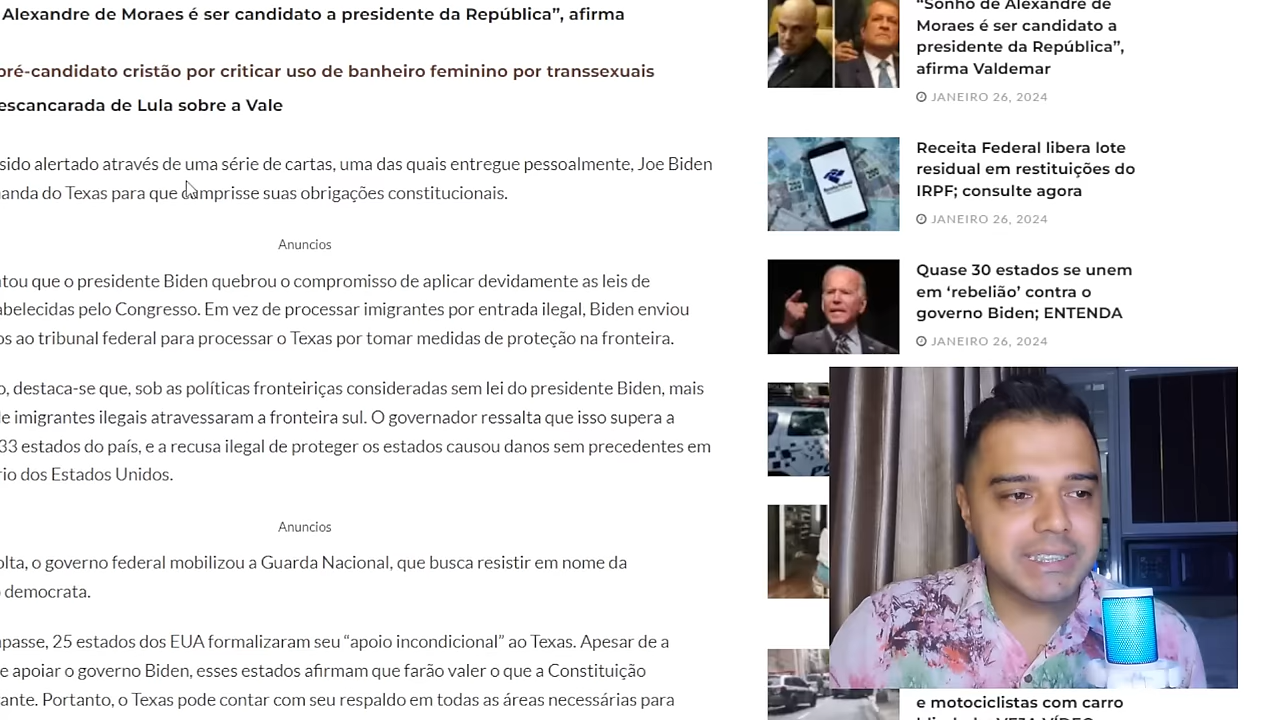 Alexandre de Moraes é ser candidato a presidente da República”, afirma
pré-candidato cristão por criticar uso de banheiro feminino por transsexuais
escancarada de Lula sobre a Vale
sido alertado através de uma série de cartas, uma das quais entregue pessoalmente, Joe Biden
manda do Texas para que cumprisse suas obrigações constitucionais.
Anuncios
tou que o presidente Biden quebrou o compromisso de aplicar devidamente as leis de
abelecidas pelo Congresso. Em vez de processar imigrantes por entrada ilegal, Biden enviou
os ao tribunal federal para processar o Texas por tomar medidas de proteção na fronteira.
o, destaca-se que, sob as políticas fronteiriças consideradas sem lei do presidente Biden, mais
e imigrantes ilegais atravessaram a fronteira sul. O governador ressalta que isso supera a
33 estados do país, e a recusa ilegal de proteger os estados causou danos sem precedentes em
rio dos Estados Unidos.
Anuncios
olta, o governo federal mobilizou a Guarda Nacional, que busca resistir em nome da
democrata.
passe, 25 estados dos EUA formalizaram seu “apoio incondicional” ao Texas. Apesar de a
e apoiar o governo Biden, esses estados afirmam que farão valer o que a Constituição
ante. Portanto, o Texas pode contar com seu respaldo em todas as áreas necessárias para
“Sonho de Alexandre de
Moraes é ser candidato a
presidente da República”,
afirma Valdemar
JANEIRO 26, 2024
Receita Federal libera lote
residual em restituições do
IRPF; consulte agora
JANEIRO 26, 2024
Quase 30 estados se unem
em ‘rebelião’ contra o
governo Biden; ENTENDA
JANEIRO 26, 2024
e motociclistas com carro